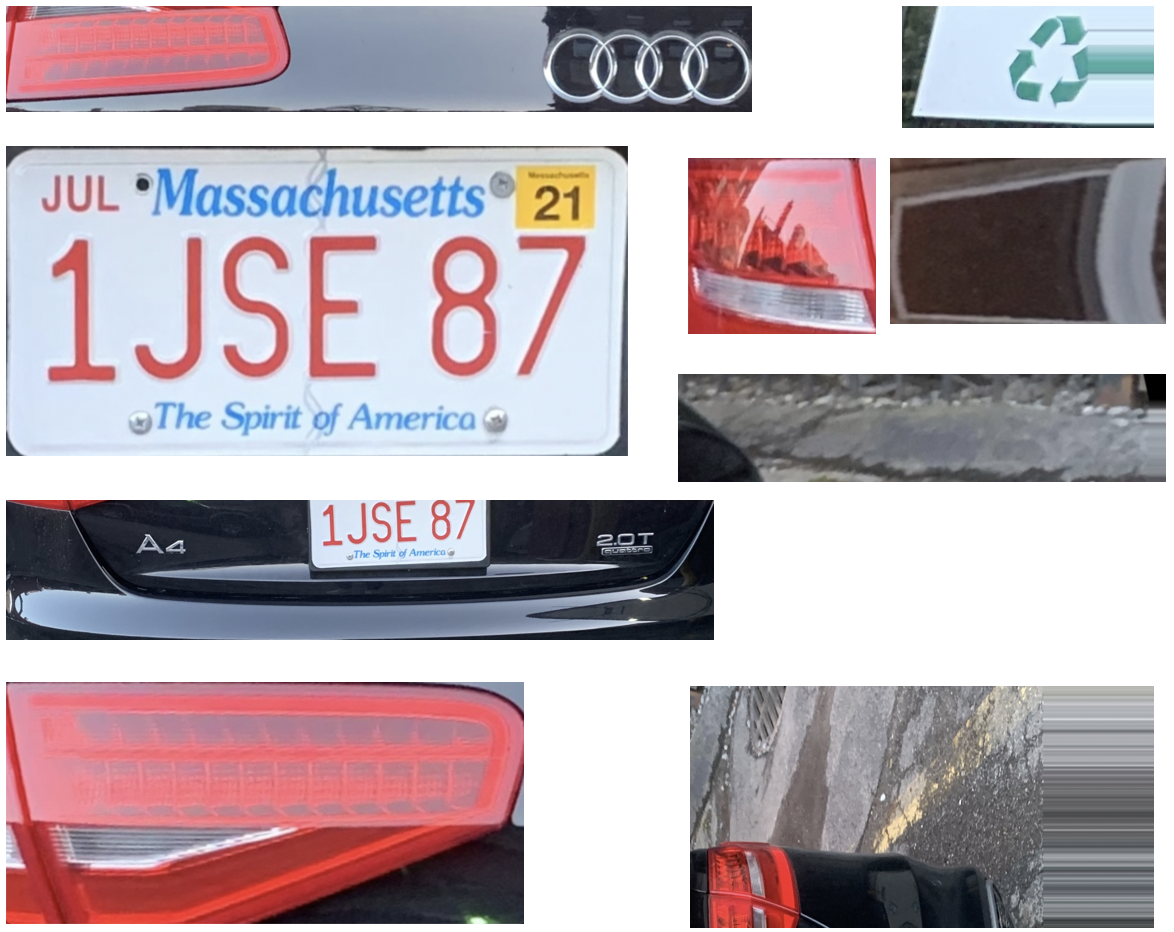 JUL Massachusetts Massachusetts 21
1JSE 87
The Spirit of America
1JSE 87
A4 The Spirit of America 2.0T
quattro